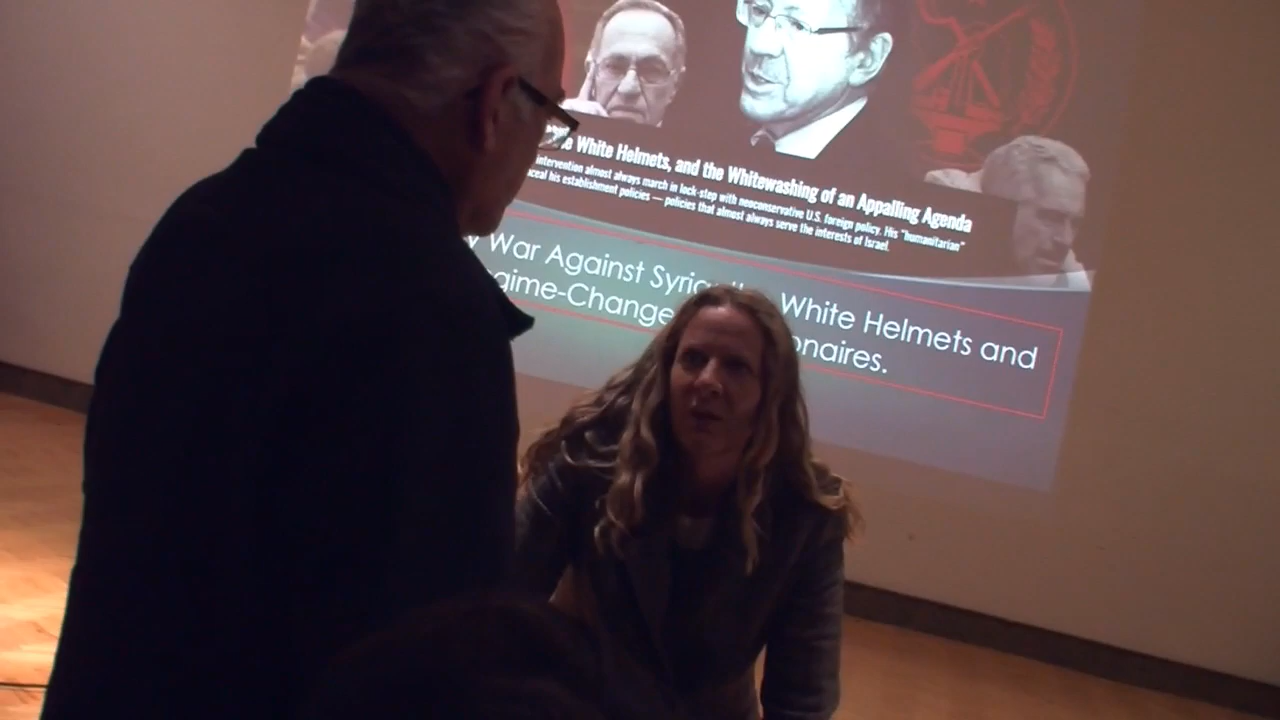 White Helmets, and the Whitewashing of an Appalling Agenda
intervention almost always march in lock-step with neoconservative U.S. foreign policy. His "humanitarian"
his establishment policies — policies that almost always serve the interests of Israel.
War Against Syria White Helmets and
gime-Change onaires.